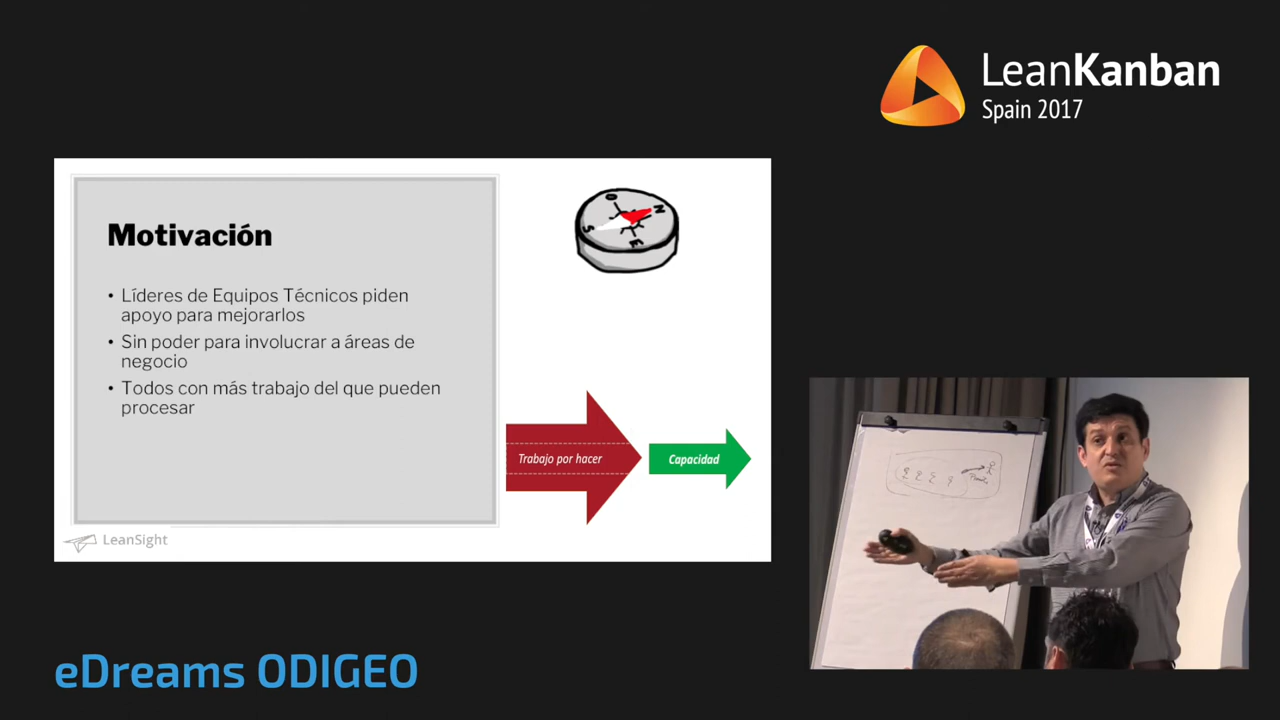 LeanKanban
Spain 2017
Motivación
• Líderes de Equipos Técnicos piden
apoyo para mejorarlos
• Sin poder para involucrar a áreas de
negocio
• Todos con más trabajo del que pueden
procesar
O
N
S
E
Trabajo por hacer
Capacidad
LeanSight
eDreams ODIGEO